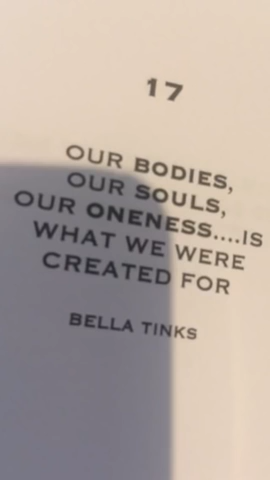 17
OUR BODIES,
OUR SOULS,
OUR ONENESS....IS
WHAT WE WERE
CREATED FOR
BELLA TINKS